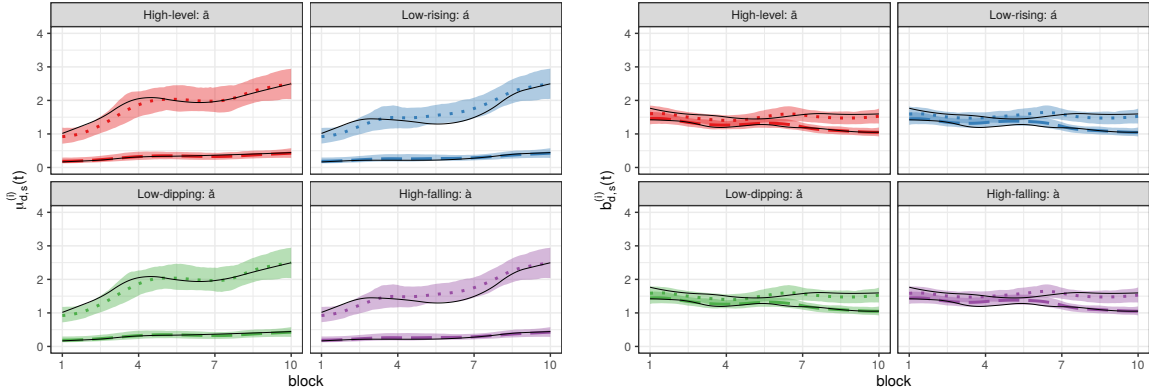 High-level: ā
Low-rising: á
4
3
2
1
0
Low-dipping: ǎ
High-falling: à
4
3
2
1
0
1 4 7 10
1 4 7 10
block
μ(i)d,s(t)
High-level: ā
Low-rising: á
4
3
2
1
0
Low-dipping: ǎ
High-falling: à
4
3
2
1
0
1 4 7 10
1 4 7 10
block
b(i)d,s(t)